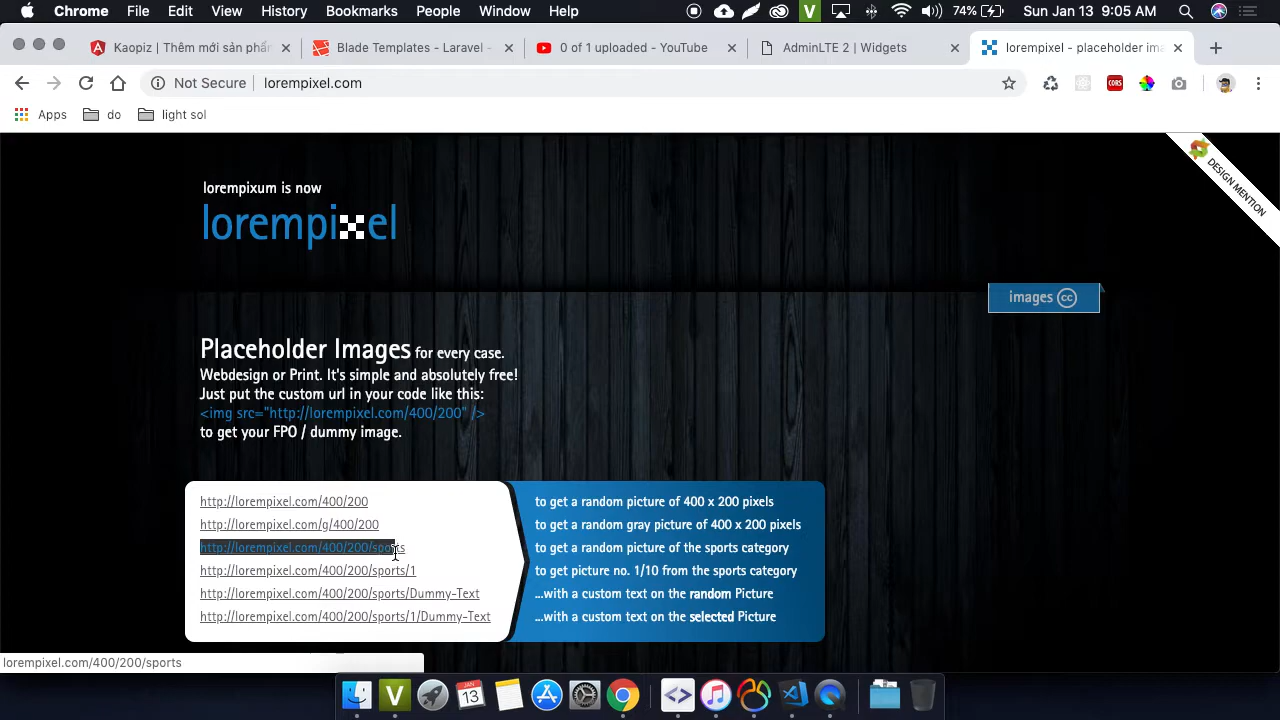 Chrome File Edit View History Bookmarks People Window Help 74% Sun Jan 13 9:05 AM
Kaopiz | Thêm mới sản phẩm
Blade Templates - Laravel -
0 of 1 uploaded - YouTube
AdminLTE 2 | Widgets
lorempixel - placeholder ima
Not Secure lorempixel.com
CORS
Apps do light sol
DESIGN MENTION
lorempixum is now
lorempixel
images cc
Placeholder Images for every case.
Webdesign or Print. It's simple and absolutely free!
Just put the custom url in your code like this:
<img src="http://lorempixel.com/400/200" />
to get your FPO / dummy image.
http://lorempixel.com/400/200 to get a random picture of 400 x 200 pixels
http://lorempixel.com/g/400/200 to get a random gray picture of 400 x 200 pixels
http://lorempixel.com/400/200/sports to get a random picture of the sports category
http://lorempixel.com/400/200/sports/1 to get picture no. 1/10 from the sports category
http://lorempixel.com/400/200/sports/Dummy-Text ...with a custom text on the random Picture
http://lorempixel.com/400/200/sports/1/Dummy-Text ...with a custom text on the selected Picture
lorempixel.com/400/200/sports
JAN
13